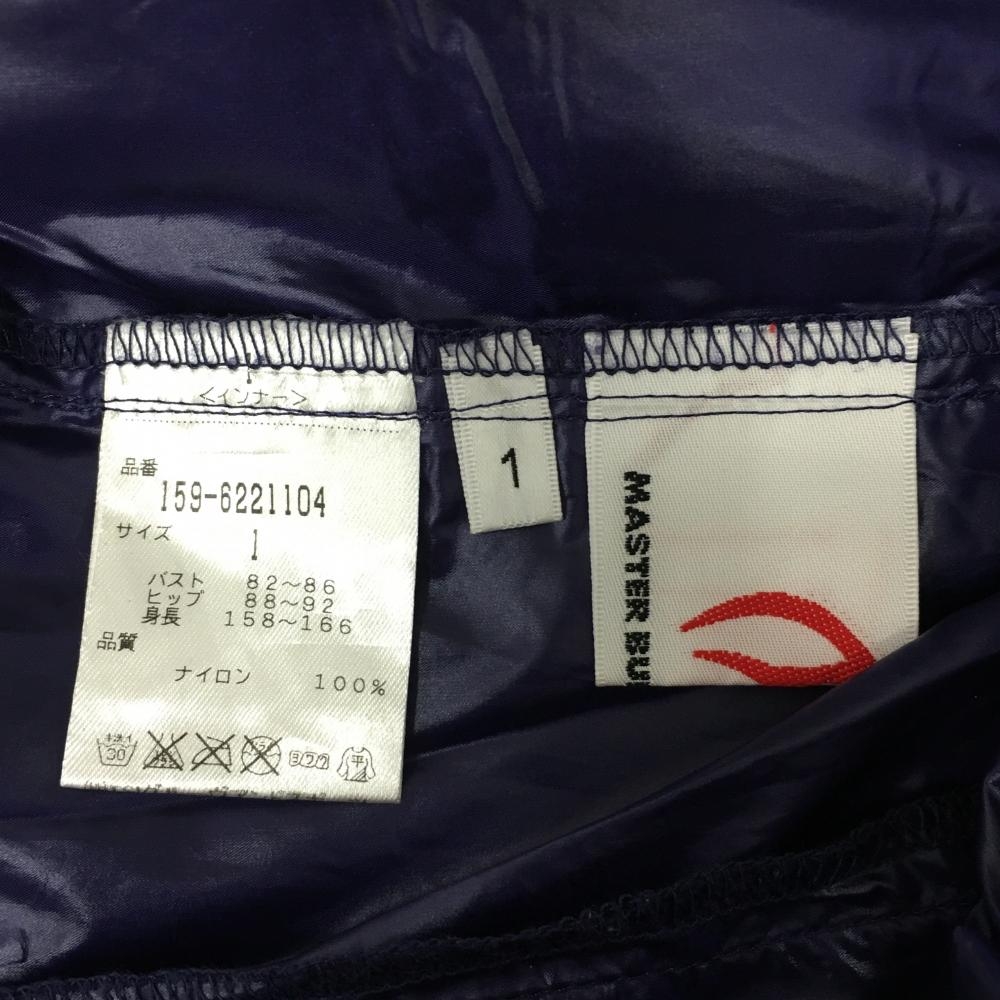 <インナー>
品番
159-6221104
サイズ
1
バスト 82～86
ヒップ 88～92
身長 158～166
品質
ナイロン 100%
30
平
1
MASTER BU